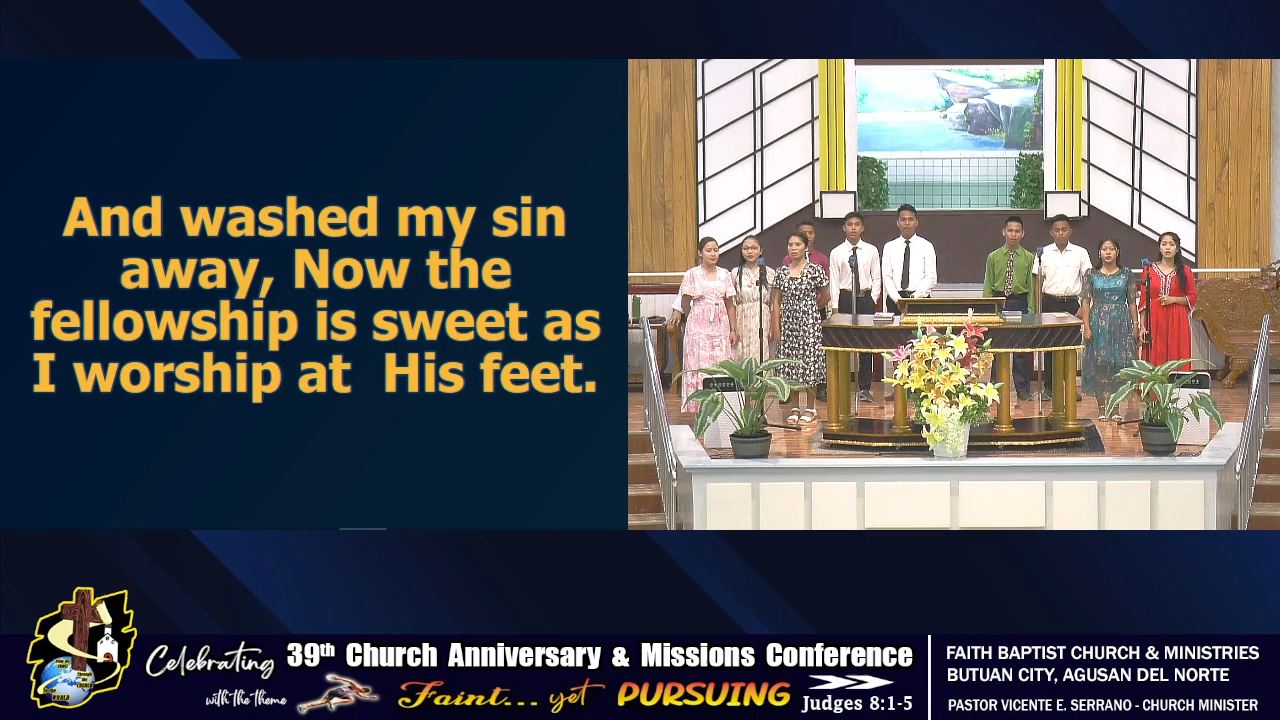 And washed my sin
away, Now the
fellowship is sweet as
I worship at His feet.
Celebrating 39th Church Anniversary & Missions Conference
with the theme Faint... yet PURSUING Judges 8:1-5
FAITH BAPTIST CHURCH & MINISTRIES
BUTUAN CITY, AGUSAN DEL NORTE
PASTOR VICENTE E. SERRANO - CHURCH MINISTER